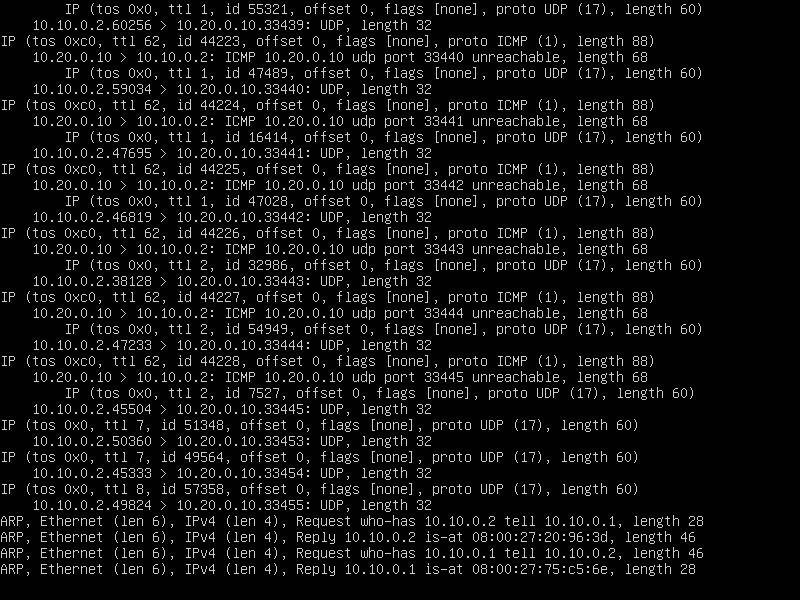 IP (tos 0x0, ttl 1, id 55321, offset 0, flags [none], proto UDP (17), length 60)
10.10.0.2.60256 > 10.20.0.10.33439: UDP, length 32
IP (tos 0xc0, ttl 62, id 44223, offset 0, flags [none], proto ICMP (1), length 88)
10.20.0.10 > 10.10.0.2: ICMP 10.20.0.10 udp port 33440 unreachable, length 68
IP (tos 0x0, ttl 1, id 47489, offset 0, flags [none], proto UDP (17), length 60)
10.10.0.2.59034 > 10.20.0.10.33440: UDP, length 32
IP (tos 0xc0, ttl 62, id 44224, offset 0, flags [none], proto ICMP (1), length 88)
10.20.0.10 > 10.10.0.2: ICMP 10.20.0.10 udp port 33441 unreachable, length 68
IP (tos 0x0, ttl 1, id 16414, offset 0, flags [none], proto UDP (17), length 60)
10.10.0.2.47695 > 10.20.0.10.33441: UDP, length 32
IP (tos 0xc0, ttl 62, id 44225, offset 0, flags [none], proto ICMP (1), length 88)
10.20.0.10 > 10.10.0.2: ICMP 10.20.0.10 udp port 33442 unreachable, length 68
IP (tos 0x0, ttl 1, id 47028, offset 0, flags [none], proto UDP (17), length 60)
10.10.0.2.46819 > 10.20.0.10.33442: UDP, length 32
IP (tos 0xc0, ttl 62, id 44226, offset 0, flags [none], proto ICMP (1), length 88)
10.20.0.10 > 10.10.0.2: ICMP 10.20.0.10 udp port 33443 unreachable, length 68
IP (tos 0x0, ttl 2, id 32986, offset 0, flags [none], proto UDP (17), length 60)
10.10.0.2.38128 > 10.20.0.10.33443: UDP, length 32
IP (tos 0xc0, ttl 62, id 44227, offset 0, flags [none], proto ICMP (1), length 88)
10.20.0.10 > 10.10.0.2: ICMP 10.20.0.10 udp port 33444 unreachable, length 68
IP (tos 0x0, ttl 2, id 54949, offset 0, flags [none], proto UDP (17), length 60)
10.10.0.2.47233 > 10.20.0.10.33444: UDP, length 32
IP (tos 0xc0, ttl 62, id 44228, offset 0, flags [none], proto ICMP (1), length 88)
10.20.0.10 > 10.10.0.2: ICMP 10.20.0.10 udp port 33445 unreachable, length 68
IP (tos 0x0, ttl 2, id 7527, offset 0, flags [none], proto UDP (17), length 60)
10.10.0.2.45504 > 10.20.0.10.33445: UDP, length 32
IP (tos 0x0, ttl 7, id 51348, offset 0, flags [none], proto UDP (17), length 60)
10.10.0.2.50360 > 10.20.0.10.33453: UDP, length 32
IP (tos 0x0, ttl 7, id 49564, offset 0, flags [none], proto UDP (17), length 60)
10.10.0.2.45333 > 10.20.0.10.33454: UDP, length 32
IP (tos 0x0, ttl 8, id 57358, offset 0, flags [none], proto UDP (17), length 60)
10.10.0.2.49824 > 10.20.0.10.33455: UDP, length 32
ARP, Ethernet (len 6), IPv4 (len 4), Request who-has 10.10.0.2 tell 10.10.0.1, length 28
ARP, Ethernet (len 6), IPv4 (len 4), Reply 10.10.0.2 is-at 08:00:27:20:96:3d, length 46
ARP, Ethernet (len 6), IPv4 (len 4), Request who-has 10.10.0.1 tell 10.10.0.2, length 46
ARP, Ethernet (len 6), IPv4 (len 4), Reply 10.10.0.1 is-at 08:00:27:75:c5:6e, length 28